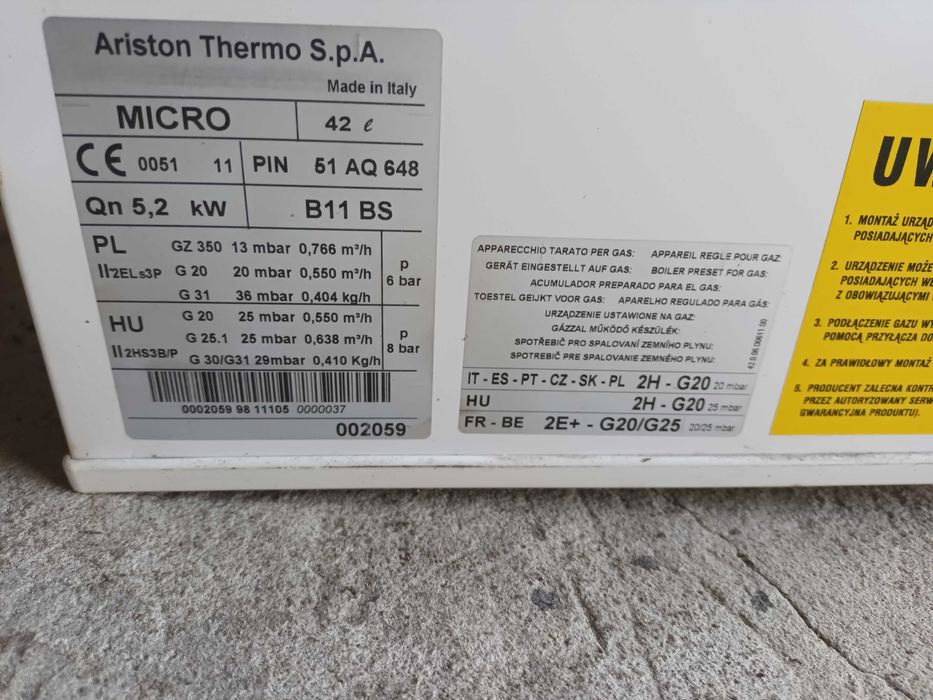 Ariston Thermo S.p.A.
Made in Italy
MICRO 42 ℓ
CE 0051 11 PIN 51 AQ 648
Qn 5,2 kW B11 BS
PL GZ 350 13 mbar 0,766 m³/h
II2ELs3P G 20 20 mbar 0,550 m³/h
G 31 36 mbar 0,404 kg/h
p
6 bar
HU G 20 25 mbar 0,550 m³/h
G 25.1 25 mbar 0,638 m³/h
II2HS3B/P G 30/G31 29mbar 0,410 Kg/h
p
8 bar
0002059 98 11105 0000037
002059
APPARECCHIO TARATO PER GAS: APPAREIL REGLE POUR GAZ:
GERÄT EINGESTELLT AUF GAS: BOILER PRESET FOR GAS:
ACUMULADOR PREPARADO PARA EL GAS:
TOESTEL GEIJKT VOOR GAS: APARELHO REGULADO PARA GÁS:
URZĄDZENIE USTAWIONE NA GAZ:
GÁZZAL MŰKÖDŐ KÉSZÜLÉK:
SPOTŘEBIČ PRO SPALOVÁNÍ ZEMNÍHO PLYNU:
SPOTREBIČ PRE SPALOVANIE ZEMNÉHO PLYNU:
IT - ES - PT - CZ - SK - PL 2H - G20 20 mbar
HU 2H - G20 25 mbar
FR - BE 2E+ - G20/G25 20/25 mbar
1. MONTAŻ URZĄD
POSIADAJĄCYCH
2. URZĄDZENIE MOŻE
POSIADAJĄCYCH WE
Z OBOWIĄZUJĄCYMI
3. PODŁĄCZENIE GAZU WY
POMOCĄ PRZYŁĄCZA DO
4. ZA PRAWIDŁOWY MONTAŻ
5. PRODUCENT ZALECA KONTR
PRZEZ AUTORYZOWANY SERW
GWARANCYJNA PRODUKTU).